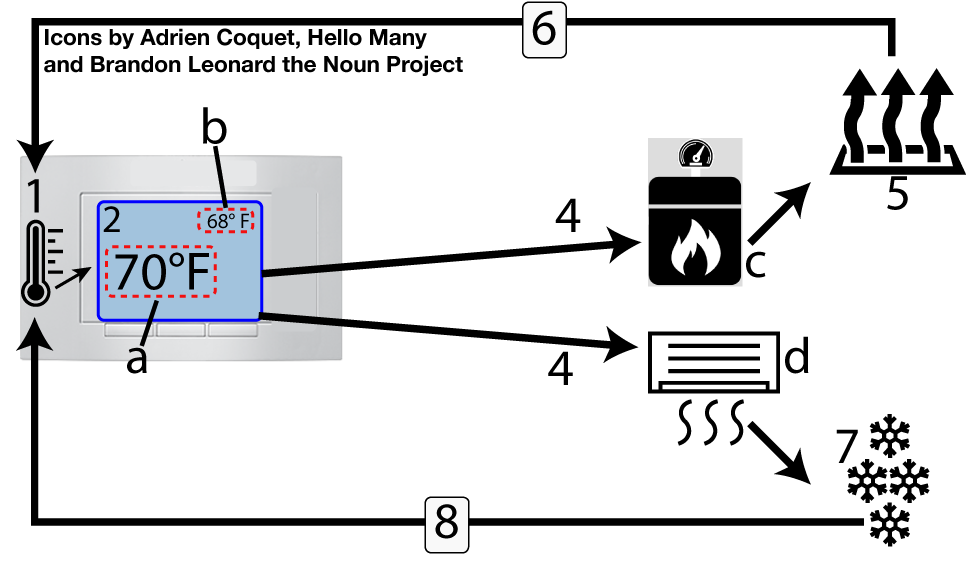 6
Icons by Adrien Coquet, Hello Many
and Brandon Leonard the Noun Project
b
1
2
68° F
70°F
a
4
c
5
4
d
7
8